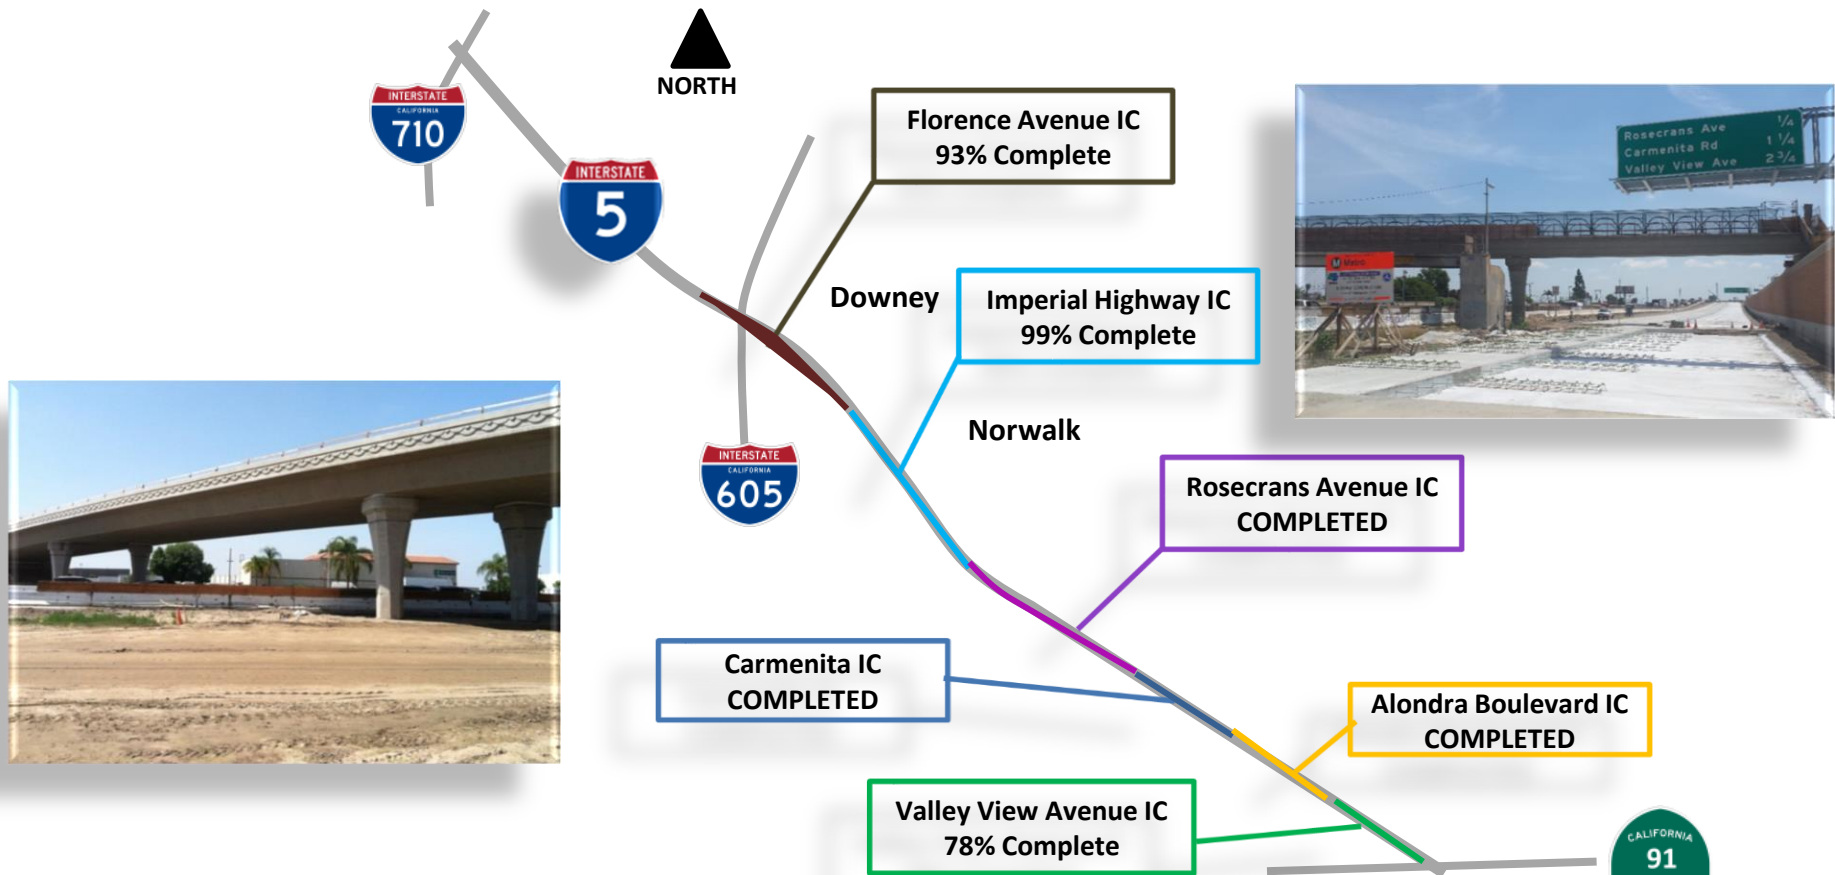 NORTH
INTERSTATE
CALIFORNIA
710
INTERSTATE
5
Florence Avenue IC
93% Complete
Rosecrans Ave 1/4
Carmenita Rd 1 1/4
Valley View Ave 2 3/4
Metro
Downey
Imperial Highway IC
99% Complete
Norwalk
INTERSTATE
CALIFORNIA
605
Rosecrans Avenue IC
COMPLETED
Carmenita IC
COMPLETED
Alondra Boulevard IC
COMPLETED
Valley View Avenue IC
78% Complete
CALIFORNIA
91